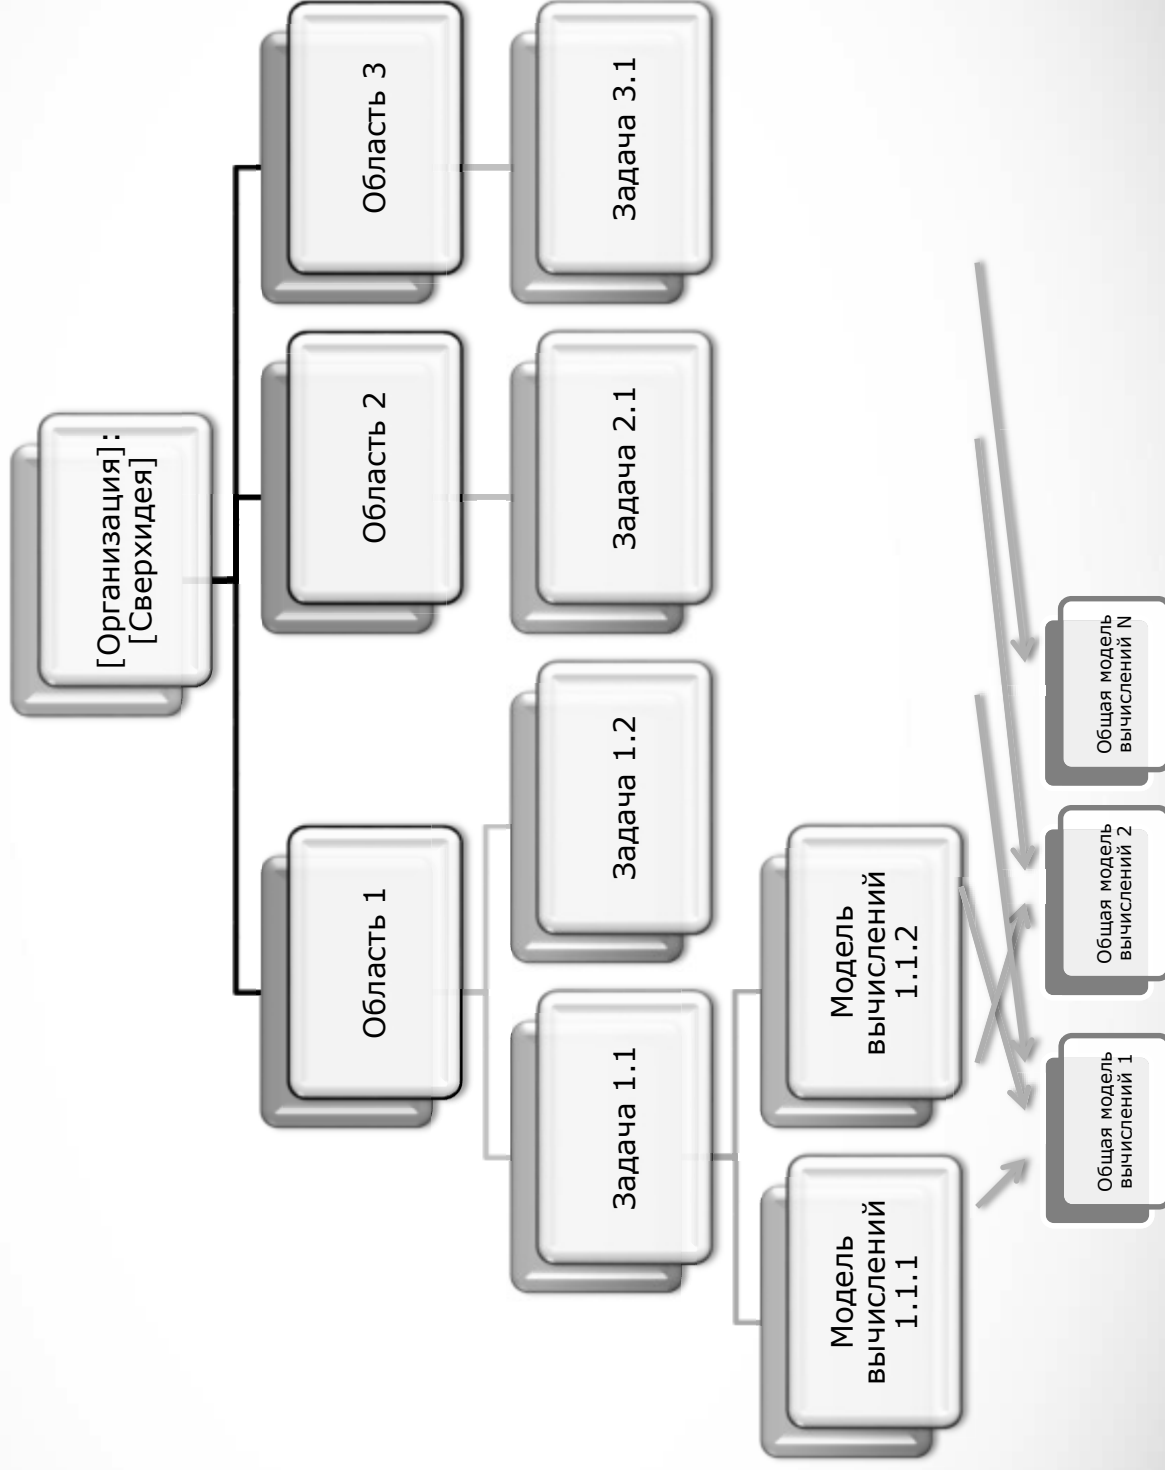 [Организация]:
[Сверхидея]
Область 1
Область 2
Область 3
Задача 1.1
Задача 1.2
Задача 2.1
Задача 3.1
Модель
вычислений
1.1.1
Модель
вычислений
1.1.2
Общая модель
вычислений 1
Общая модель
вычислений 2
Общая модель
вычислений N